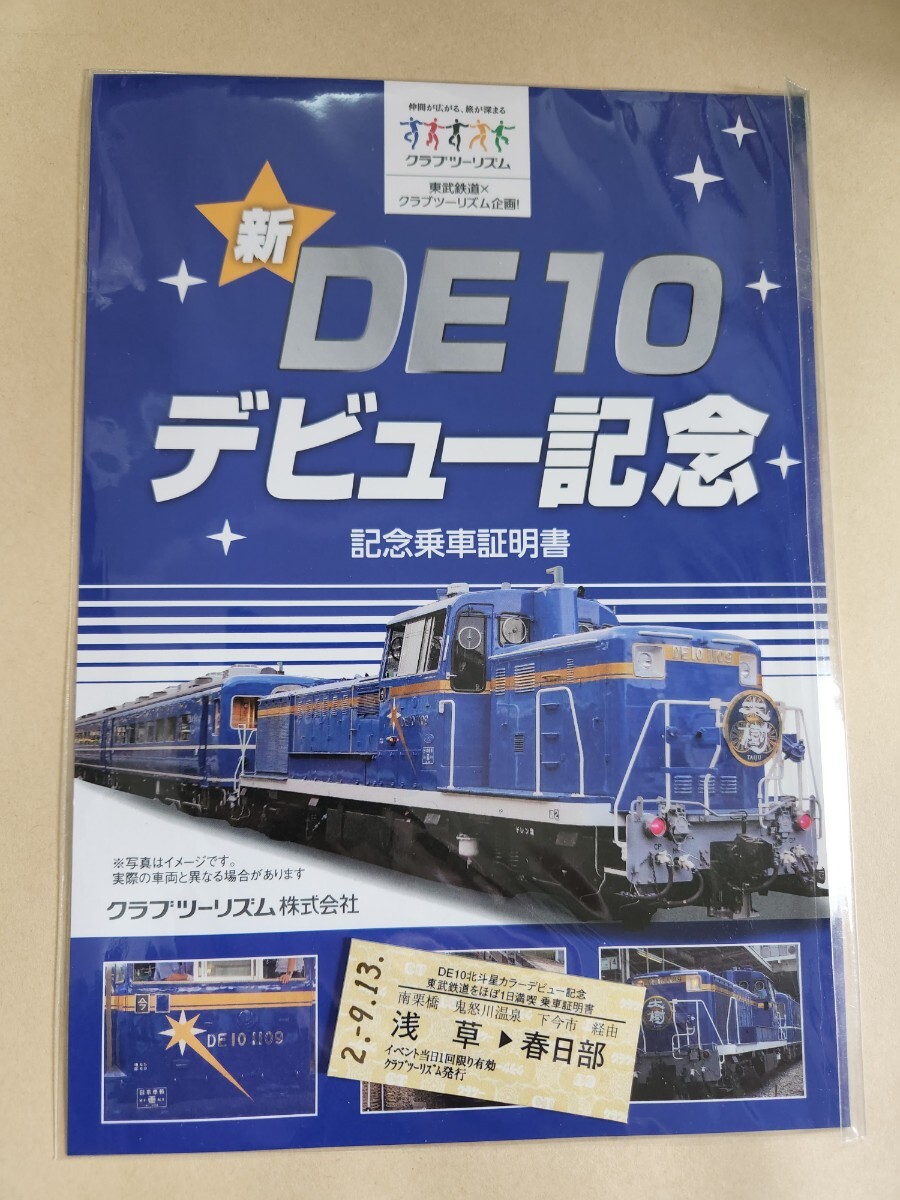 仲間が広がる、旅が深まる
クラブツーリズム
東武鉄道×
クラブツーリズム企画!
新
DE10
デビュー記念
記念乗車証明書
DE10 1109
大樹
TAIJU
DE10 1109
※写真はイメージです。
実際の車両と異なる場合があります
クラブツーリズム株式会社
DE10 1109
2.-9.13.
DE10北斗星カラーデビュー記念
東武鉄道をほぼ1日満喫 乗車証明書
南栗橋 鬼怒川温泉 下今市 経由
浅草▶春日部
イベント当日1回限り有効
クラブツーリズム発行